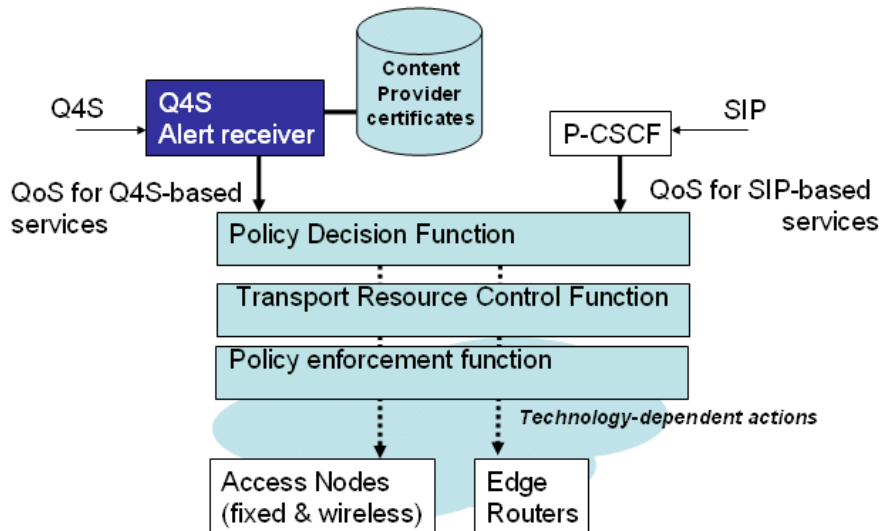 Content
Provider
certificates
Q4S
Q4S
Alert receiver
SIP
P-CSCF
QoS for Q4S-based
services
QoS for SIP-based
services
Policy Decision Function
Transport Resource Control Function
Policy enforcement function
Technology-dependent actions
Access Nodes
(fixed & wireless)
Edge
Routers